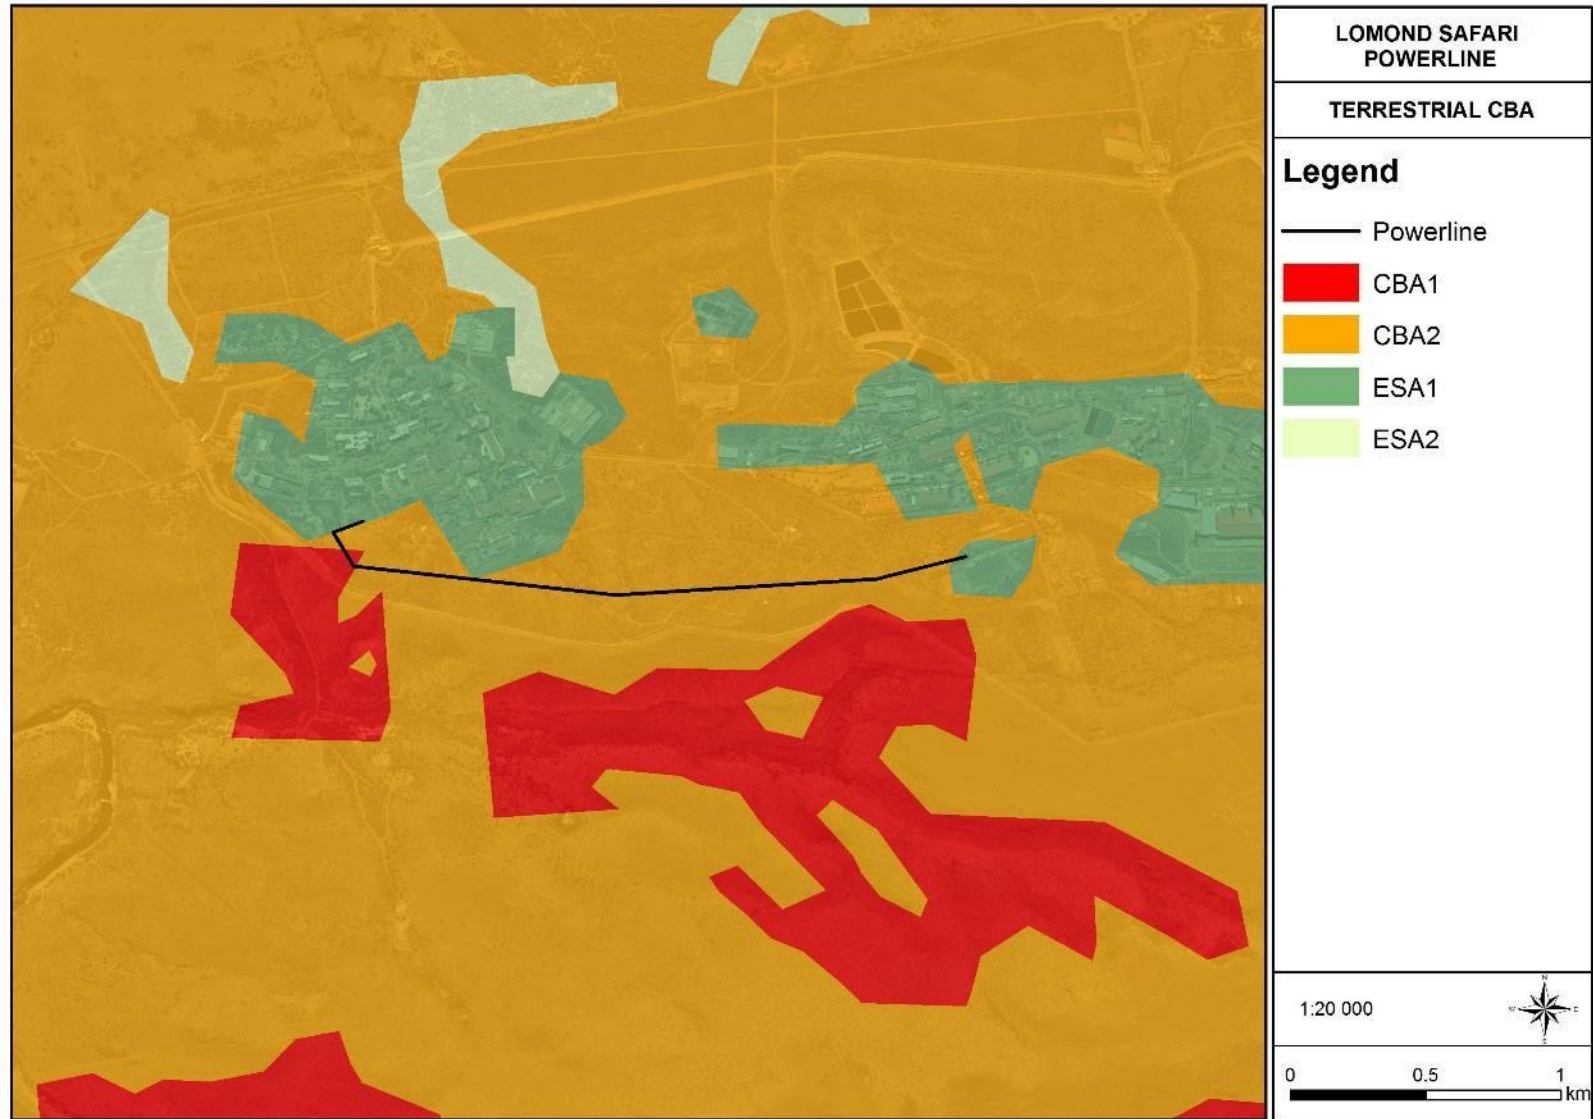 LOMOND SAFARI
POWERLINE
TERRESTRIAL CBA
Legend
Powerline
CBA1
CBA2
ESA1
ESA2
1:20 000
N
W E
S
0 0.5 1
km